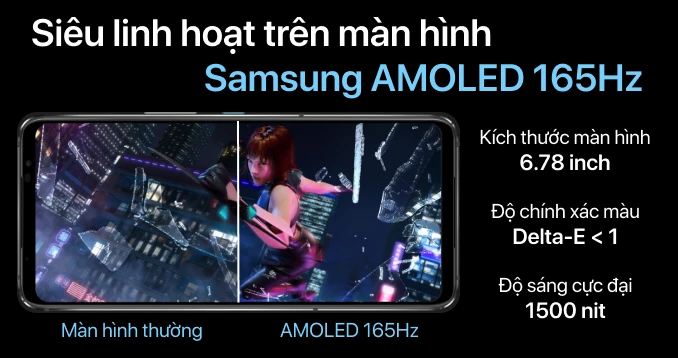 Siêu linh hoạt trên màn hình
Samsung AMOLED 165Hz
Kích thước màn hình
6.78 inch
Độ chính xác màu
Delta-E < 1
Độ sáng cực đại
1500 nit
Màn hình thường
AMOLED 165Hz